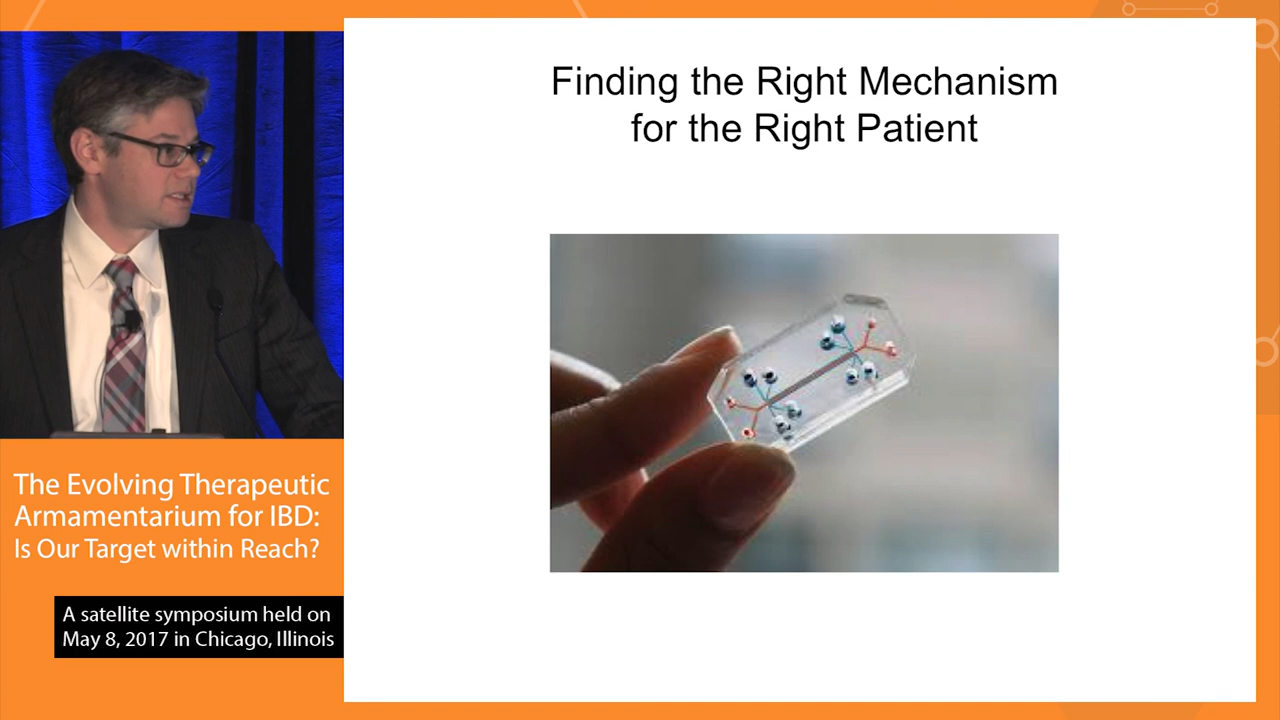 Finding the Right Mechanism
for the Right Patient
The Evolving Therapeutic
Armamentarium for IBD:
Is Our Target within Reach?
A satellite symposium held on
May 8, 2017 in Chicago, Illinois